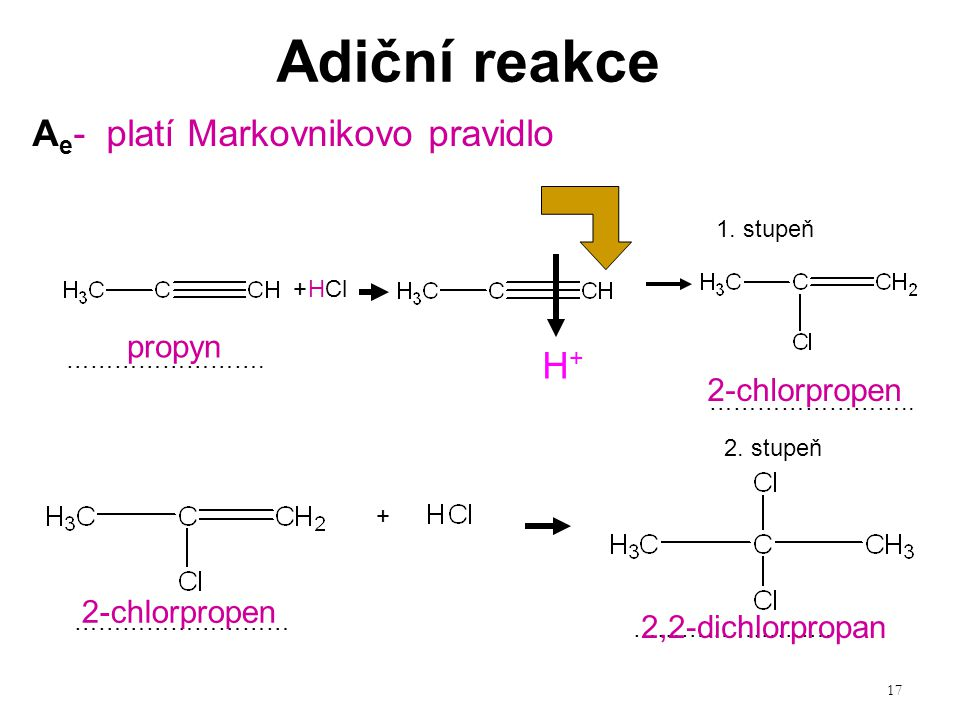 Adiční reakce
Ae- platí Markovnikovo pravidlo
1. stupeň
H3C C CH +HCl H3C C CH H3C C CH2
Cl
propyn
…………………….
H+
2-chlorpropen
……………………..
2. stupeň
Cl
H3C C CH2 + HCl H3C C CH3
Cl
Cl
2-chlorpropen
………………………
2,2-dichlorpropan
……………………
17